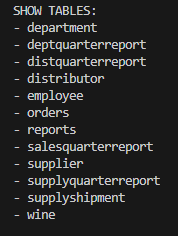 SHOW TABLES:
- department
- deptquarterreport
- distquarterreport
- distributor
- employee
- orders
- reports
- salesquarterreport
- supplier
- supplyquarterreport
- supplyshipment
- wine